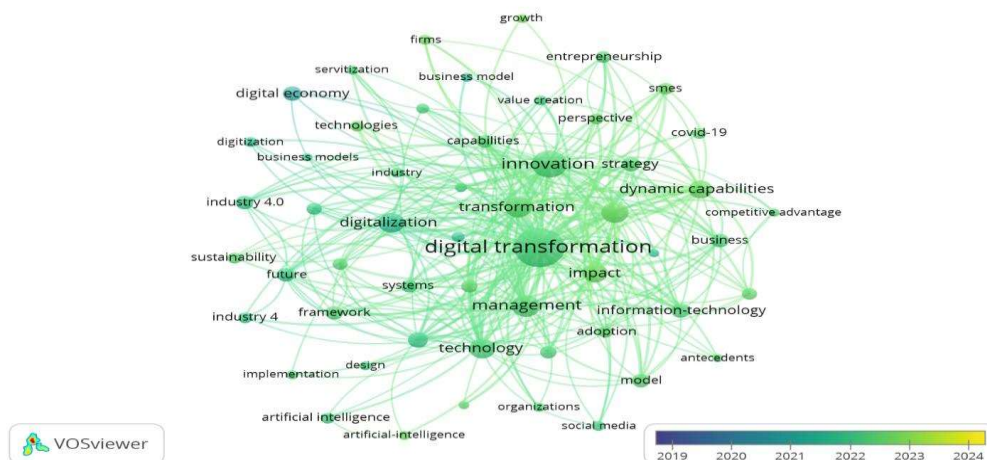 growth
firms
entrepreneurship
servitization
business model
digital economy
value creation
smes
perspective
technologies
covid-19
digitization
capabilities
business models
innovation
strategy
industry
dynamic capabilities
industry 4.0
transformation
competitive advantage
digitalization
business
digital transformation
sustainability
future
impact
systems
management
information-technology
framework
industry 4
adoption
technology
antecedents
design
implementation
model
organizations
artificial intelligence
social media
artificial-intelligence
VOSviewer
2019 2020 2021 2022 2023 2024